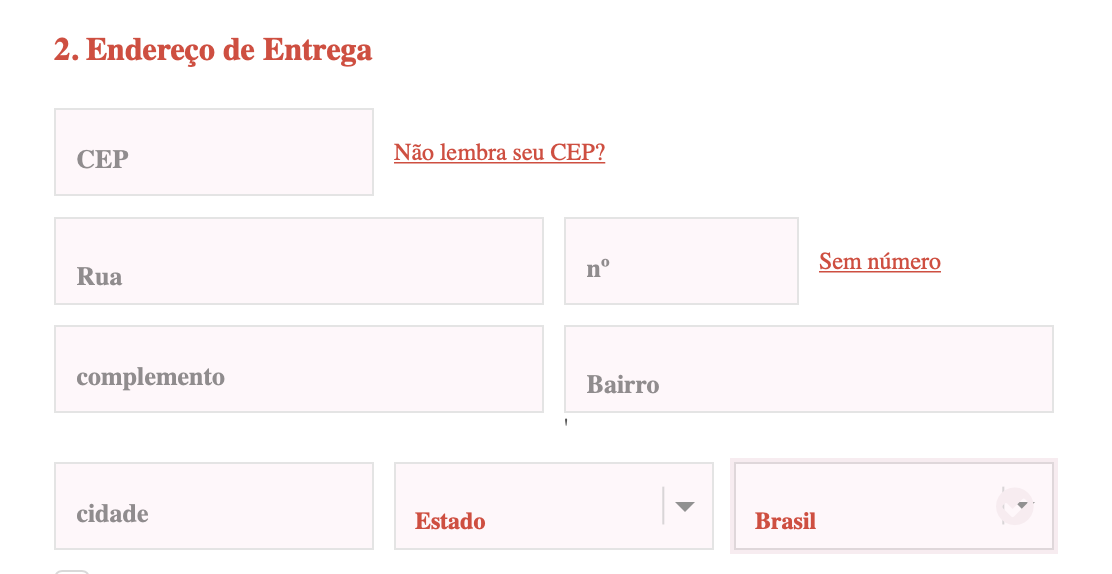 2. Endereço de Entrega
CEP
Não lembra seu CEP?
Rua
nº
Sem número
complemento
Bairro
'
cidade
Estado
Brasil